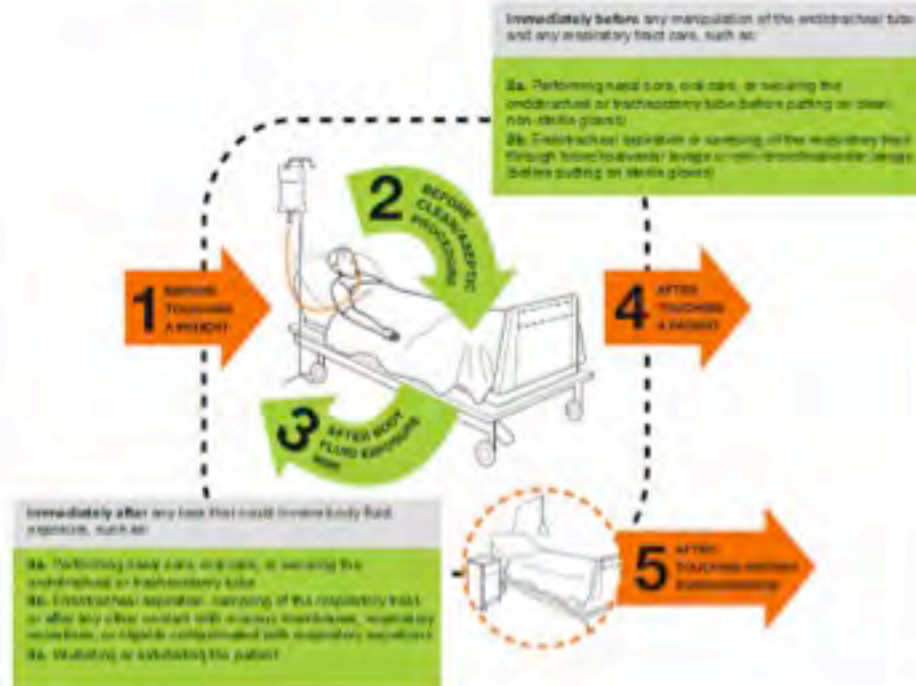 Immediately before any manipulation of the endotracheal tube
and any respiratory tract care, such as:
2a. Performing nasal care, oral care, or securing the
endotracheal or tracheostomy tube (before putting on clean
non-sterile gloves)
2b. Endotracheal aspiration or sampling of the respiratory tract
through bronchoalveolar lavage or
(before putting on sterile gloves)
2 BEFORE
CLEAN/ASEPTIC
PROCEDURE
1 BEFORE
TOUCHING
A PATIENT
4 AFTER
TOUCHING
A PATIENT
3 AFTER BODY
FLUID EXPOSURE
RISK
Immediately after any task that could involve body fluid
exposure, such as:
3a. Performing nasal care, oral care, or securing the
endotracheal or tracheostomy tube
3b. Endotracheal aspiration, sampling of the respiratory tract,
or after any other contact with mucous membranes, respiratory
secretions, or objects contaminated with respiratory secretions
3c. Intubating or extubating the patient
5 AFTER
TOUCHING PATIENT
SURROUNDINGS